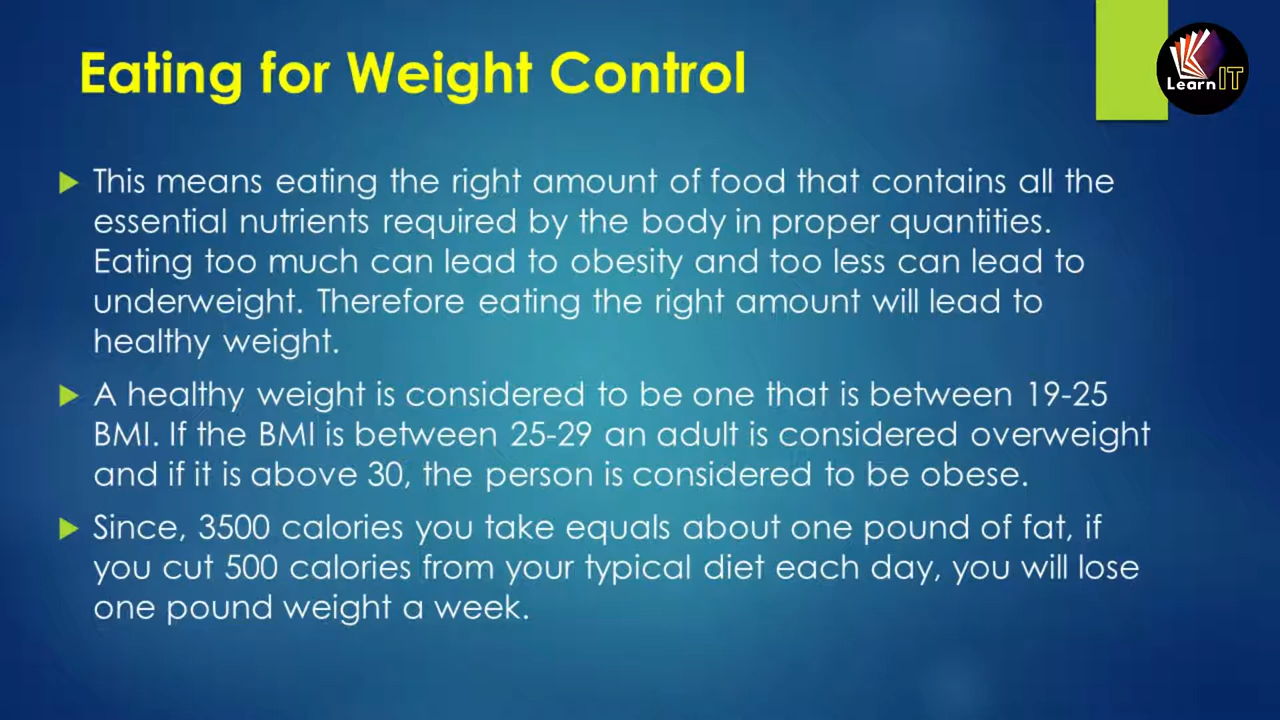 Eating for Weight Control
Learn IT
This means eating the right amount of food that contains all the
essential nutrients required by the body in proper quantities.
Eating too much can lead to obesity and too less can lead to
underweight. Therefore eating the right amount will lead to
healthy weight.
A healthy weight is considered to be one that is between 19-25
BMI. If the BMI is between 25-29 an adult is considered overweight
and if it is above 30, the person is considered to be obese.
Since, 3500 calories you take equals about one pound of fat, if
you cut 500 calories from your typical diet each day, you will lose
one pound weight a week.